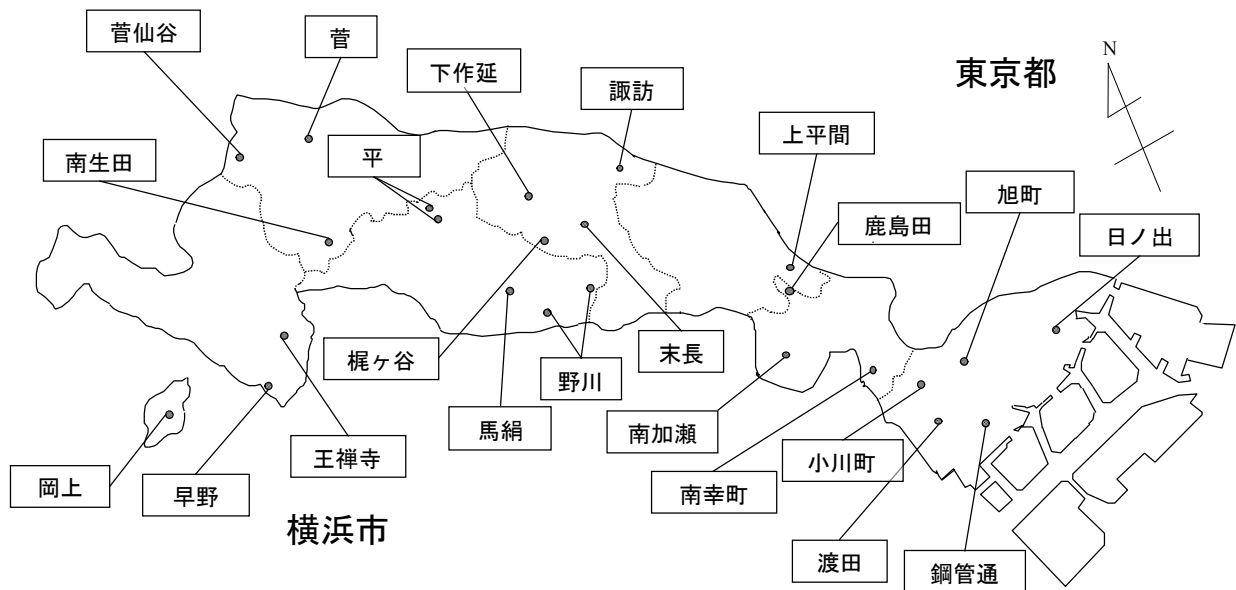 菅仙谷
菅
下作延
諏訪
東京都
N
南生田
平
上平間
旭町
鹿島田
日ノ出
梶ヶ谷
野川
末長
馬絹
南加瀬
小川町
王禅寺
岡上
早野
南幸町
横浜市
渡田
鋼管通